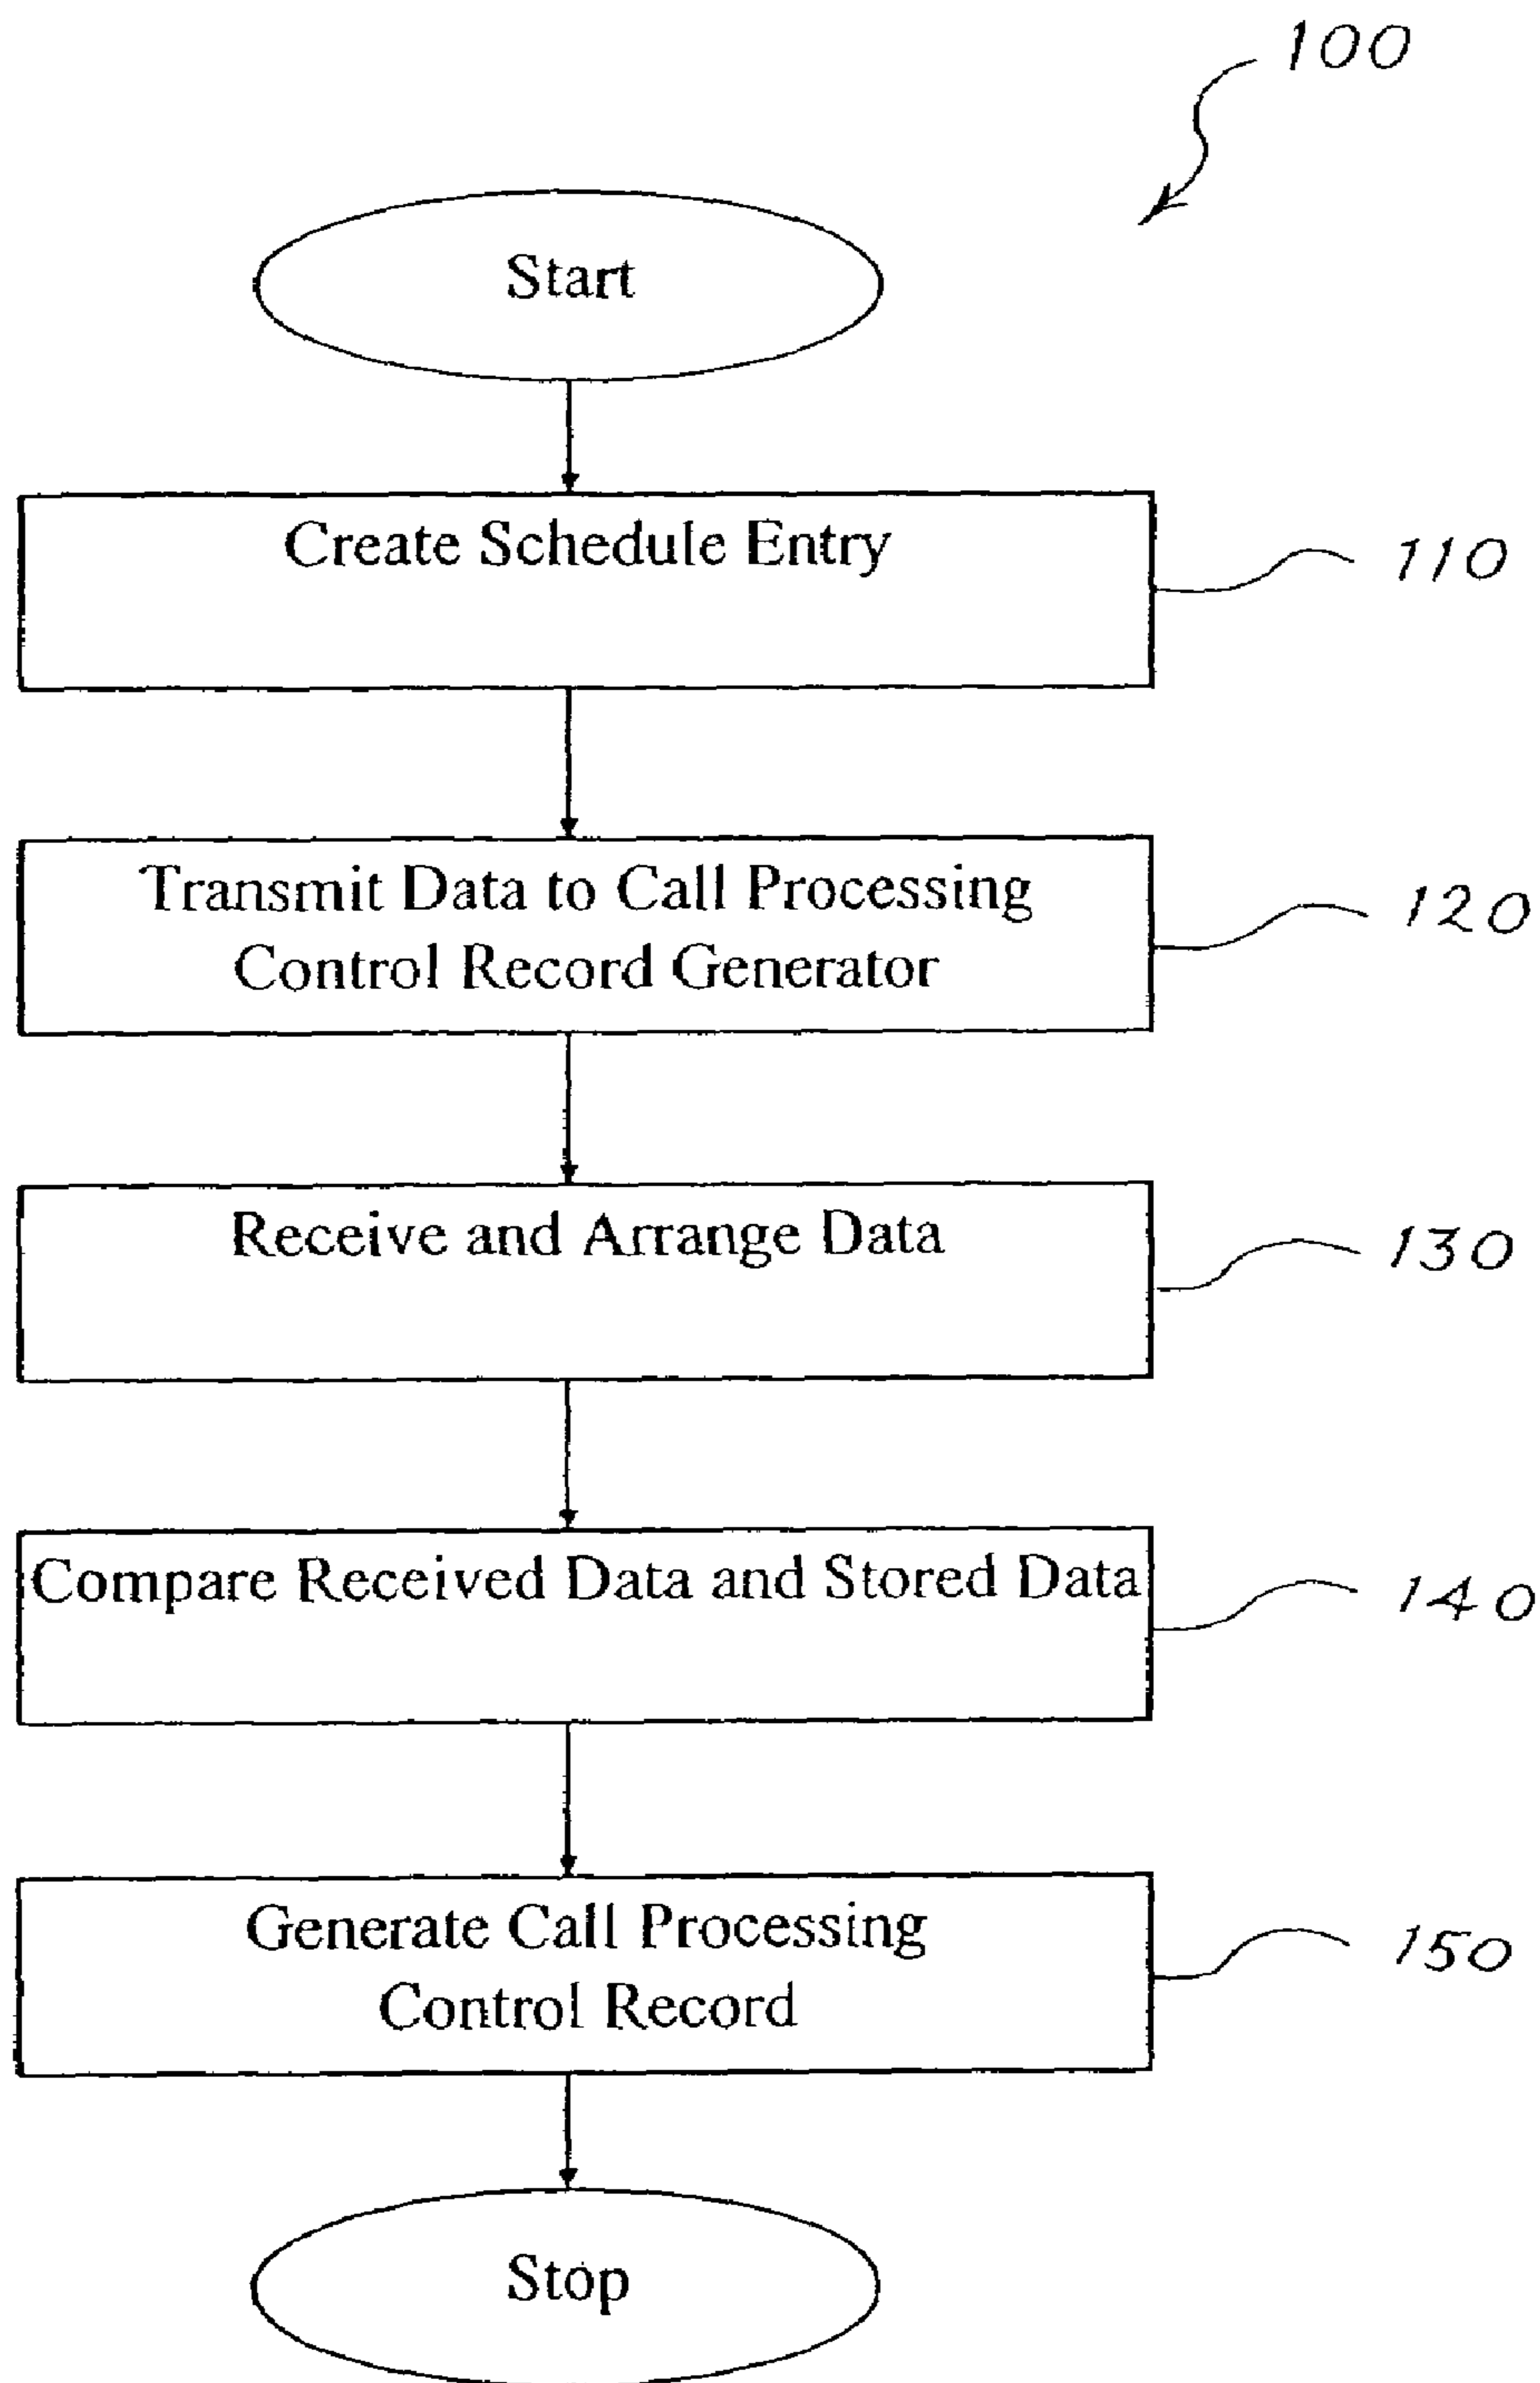 100
Start
Create Schedule Entry
110
Transmit Data to Call Processing
Control Record Generator
120
Receive and Arrange Data
130
Compare Received Data and Stored Data
140
Generate Call Processing
Control Record
150
Stop